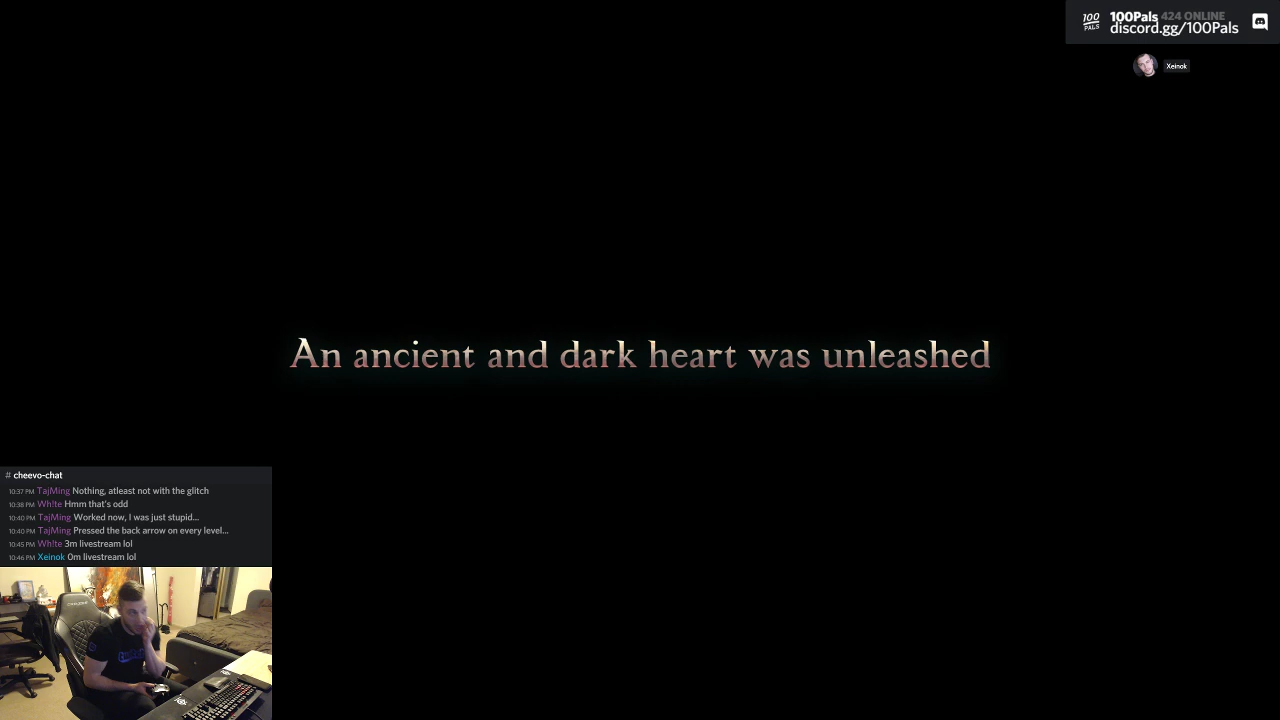 100
PALS
100Pals 424 ONLINE
discord.gg/100Pals
Xeinok
An ancient and dark heart was unleashed
# cheevo-chat
10:37 PM TajMing Nothing, atleast not with the glitch
10:38 PM Wh!te Hmm that's odd
10:40 PM TajMing Worked now, I was just stupid...
10:40 PM TajMing Pressed the back arrow on every level...
10:45 PM Wh!te 3m livestream lol
10:46 PM Xeinok 0m livestream lol